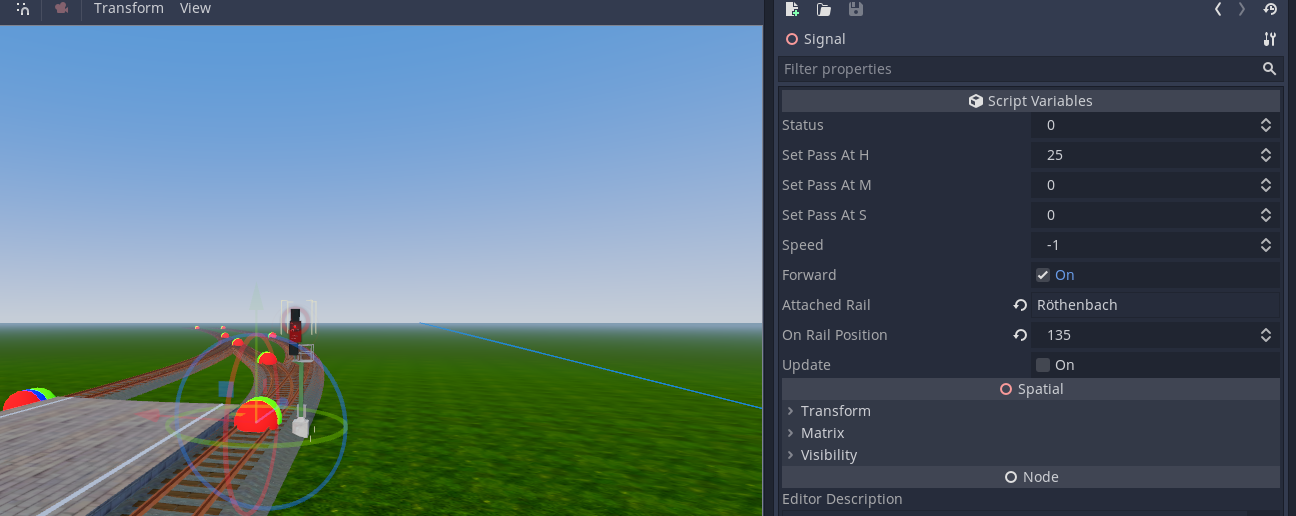 Transform View
Signal
Filter properties
Script Variables
Status 0
Set Pass At H 25
Set Pass At M 0
Set Pass At S 0
Speed -1
Forward On
Attached Rail Röthenbach
On Rail Position 135
Update On
Spatial
Transform
Matrix
Visibility
Node
Editor Description